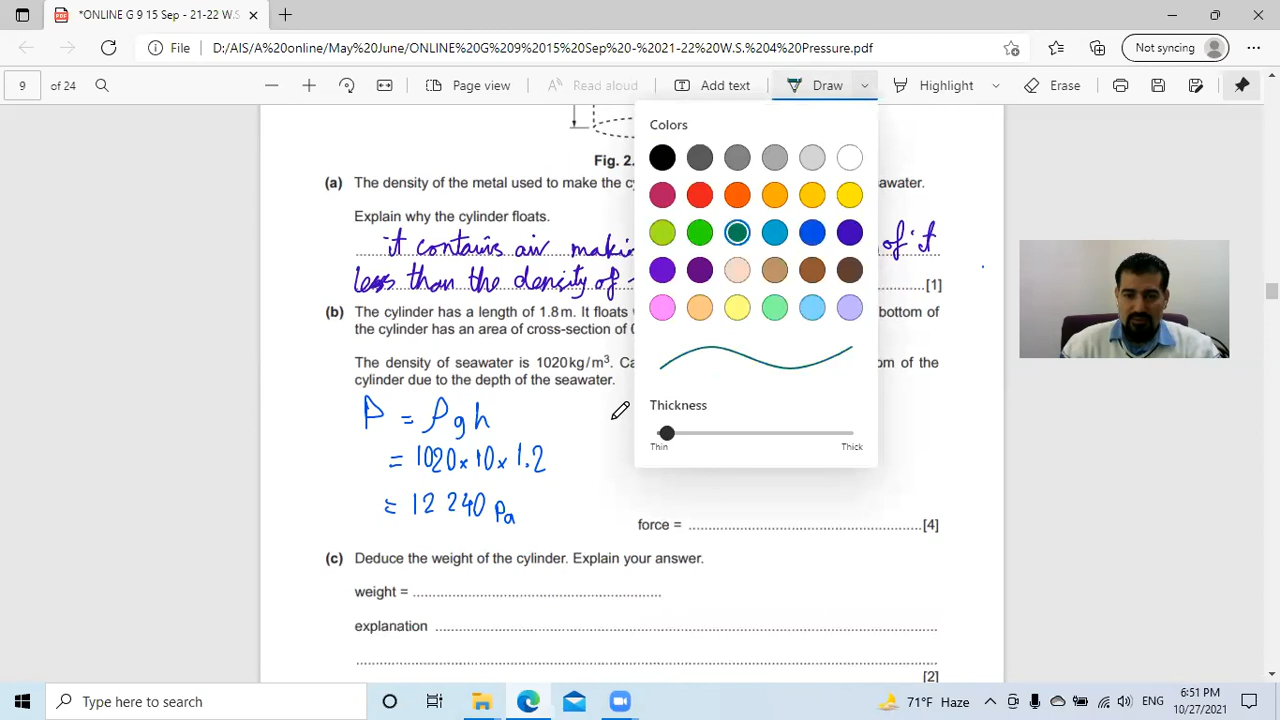 *ONLINE G 9 15 Sep - 21-22 W.S
File D:/AIS/A%20online/May%20June/ONLINE%20G%209%2015%20Sep%20-%2021-22%20W.S.%204%20Pressure.pdf Not syncing
9 of 24 Page view Read aloud Add text Draw Highlight Erase
Colors
Fig. 2.
(a) The density of the metal used to make the cy awater.
Explain why the cylinder floats.
it contains air makin of it
less than the density of [1]
(b) The cylinder has a length of 1.8 m. It floats bottom of
the cylinder has an area of cross-section of
The density of seawater is 1020 kg/m³. Ca om of the
cylinder due to the depth of the seawater.
P = ρgh
= 1020 × 10 × 1.2
= 12 240 Pa
Thickness
Thin Thick
force = [4]
(c) Deduce the weight of the cylinder. Explain your answer.
weight =
explanation
[2]
Type here to search 71°F Haze ENG 6:51 PM
10/27/2021